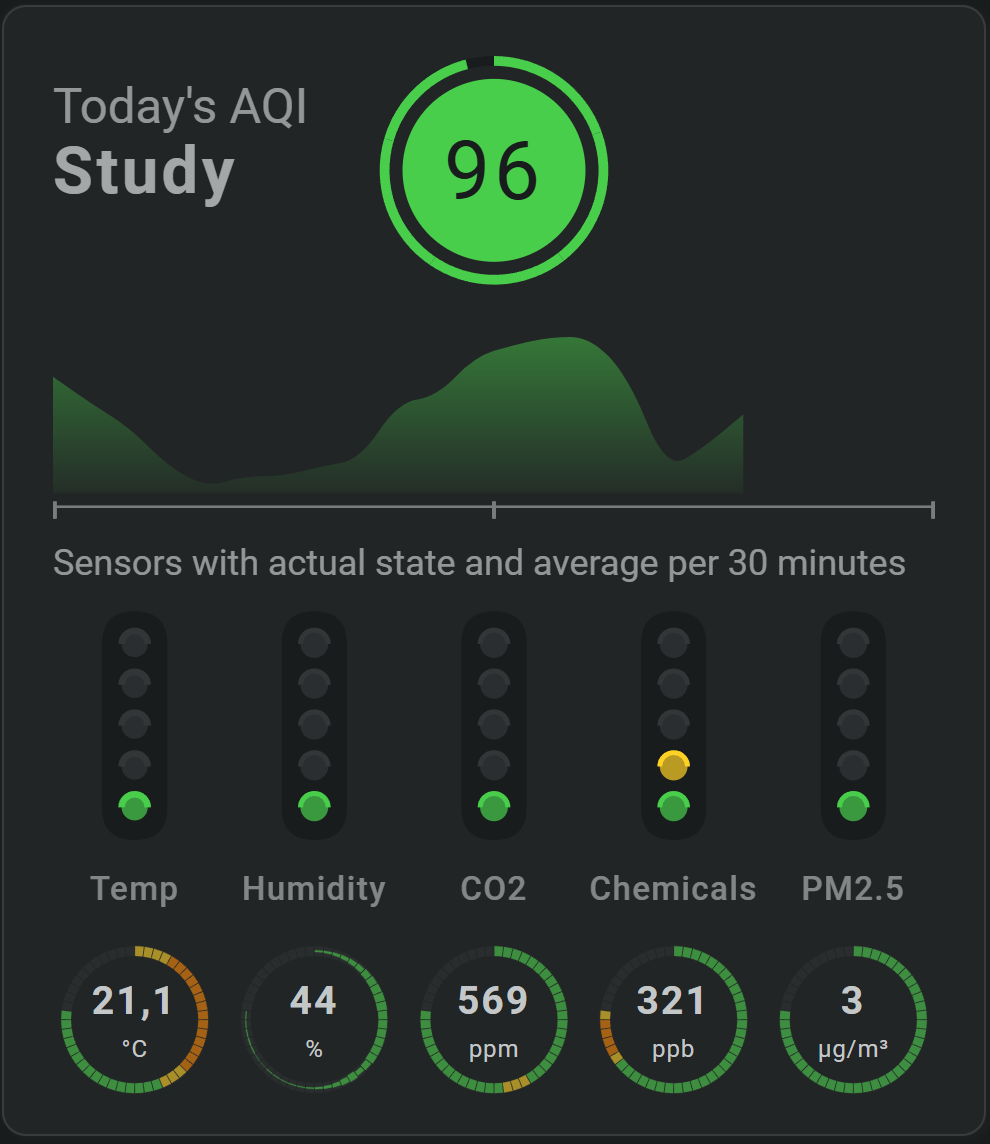 Today's AQI
Study
96
Sensors with actual state and average per 30 minutes
Temp Humidity CO2 Chemicals PM2.5
21,1 44 569 321 3
°C % ppm ppb µg/m³